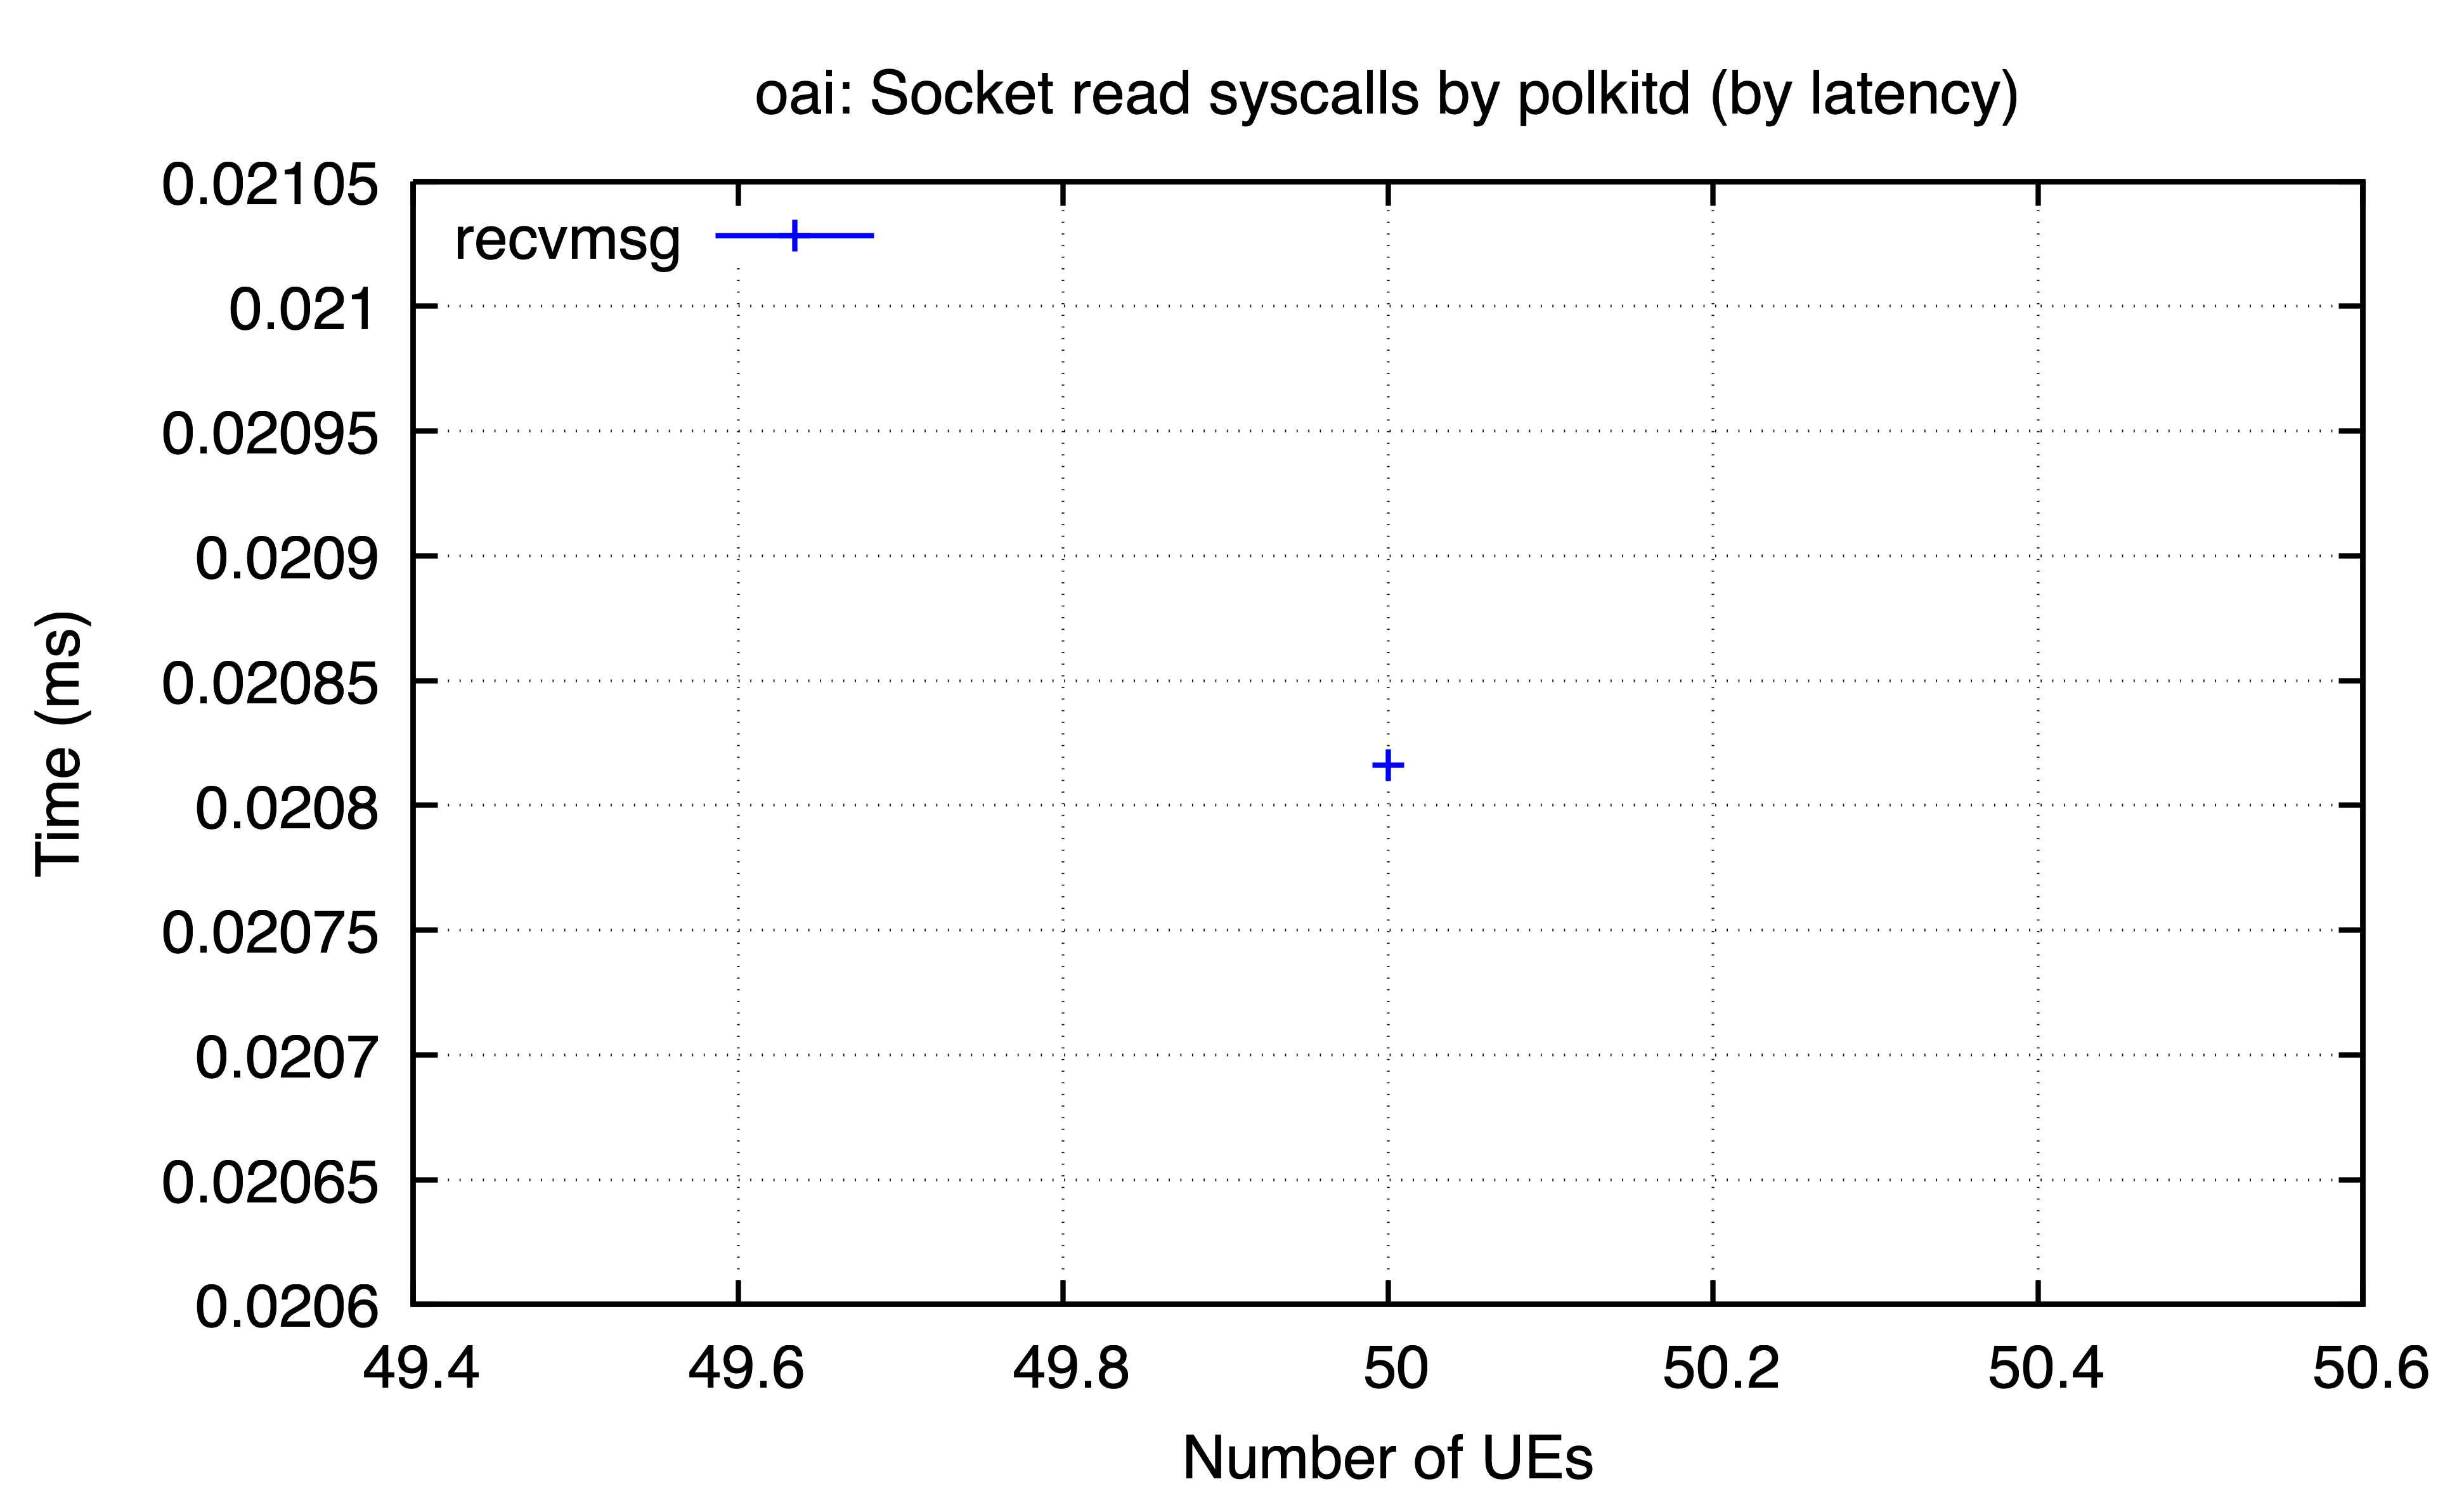 oai: Socket read syscalls by polkitd (by latency)
recvmsg
0.02105
0.021
0.02095
0.0209
0.02085
0.0208
0.02075
0.0207
0.02065
0.0206
Time (ms)
49.4 49.6 49.8 50 50.2 50.4 50.6
Number of UEs